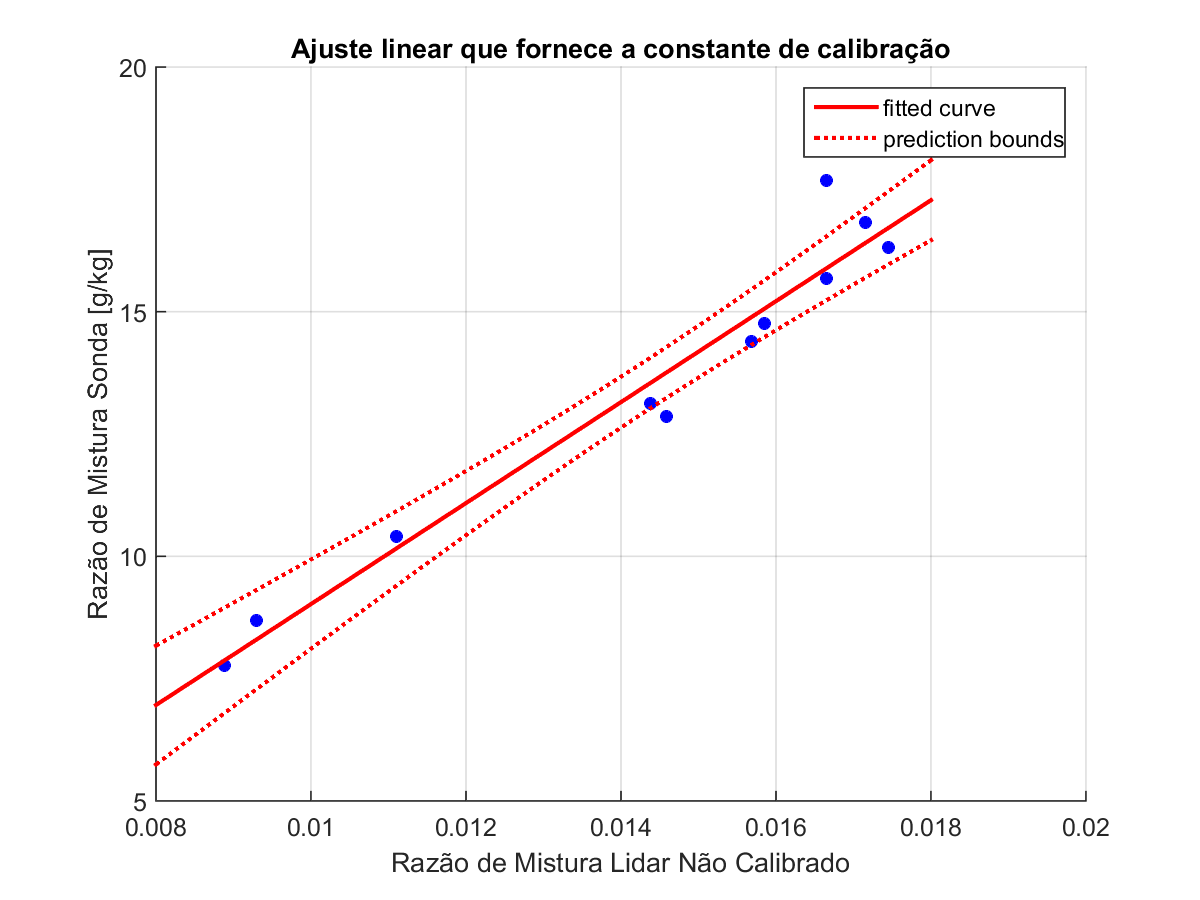 Ajuste linear que fornece a constante de calibração
fitted curve
prediction bounds
20
15
10
5
Razão de Mistura Sonda [g/kg]
0.008 0.01 0.012 0.014 0.016 0.018 0.02
Razão de Mistura Lidar Não Calibrado